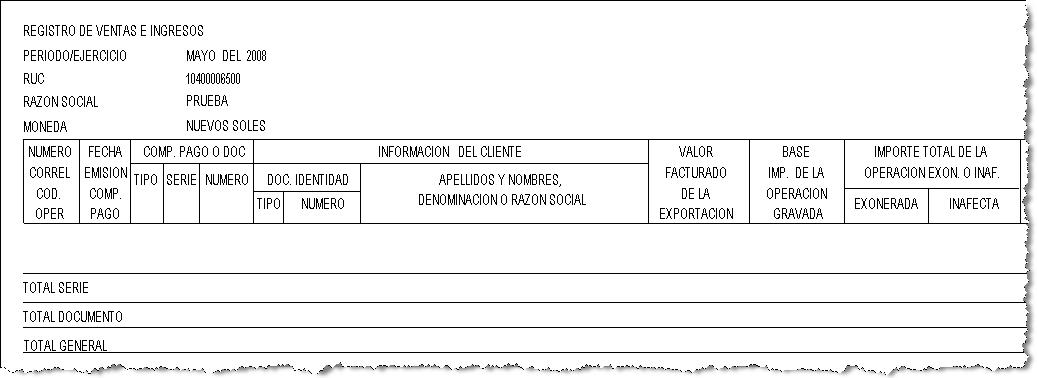 REGISTRO DE VENTAS E INGRESOS
PERIODO/EJERCICIO MAYO DEL 2008
RUC 10400006500
RAZON SOCIAL PRUEBA
MONEDA NUEVOS SOLES
NUMERO CORREL COD. OPER
FECHA EMISION COMP. PAGO
COMP. PAGO O DOC
TIPO SERIE NUMERO
INFORMACION DEL CLIENTE
DOC. IDENTIDAD
TIPO NUMERO
APELLIDOS Y NOMBRES,
DENOMINACION O RAZON SOCIAL
VALOR FACTURADO DE LA EXPORTACION
BASE IMP. DE LA OPERACION GRAVADA
IMPORTE TOTAL DE LA
OPERACION EXON. O INAF.
EXONERADA INAFECTA
TOTAL SERIE
TOTAL DOCUMENTO
TOTAL GENERAL